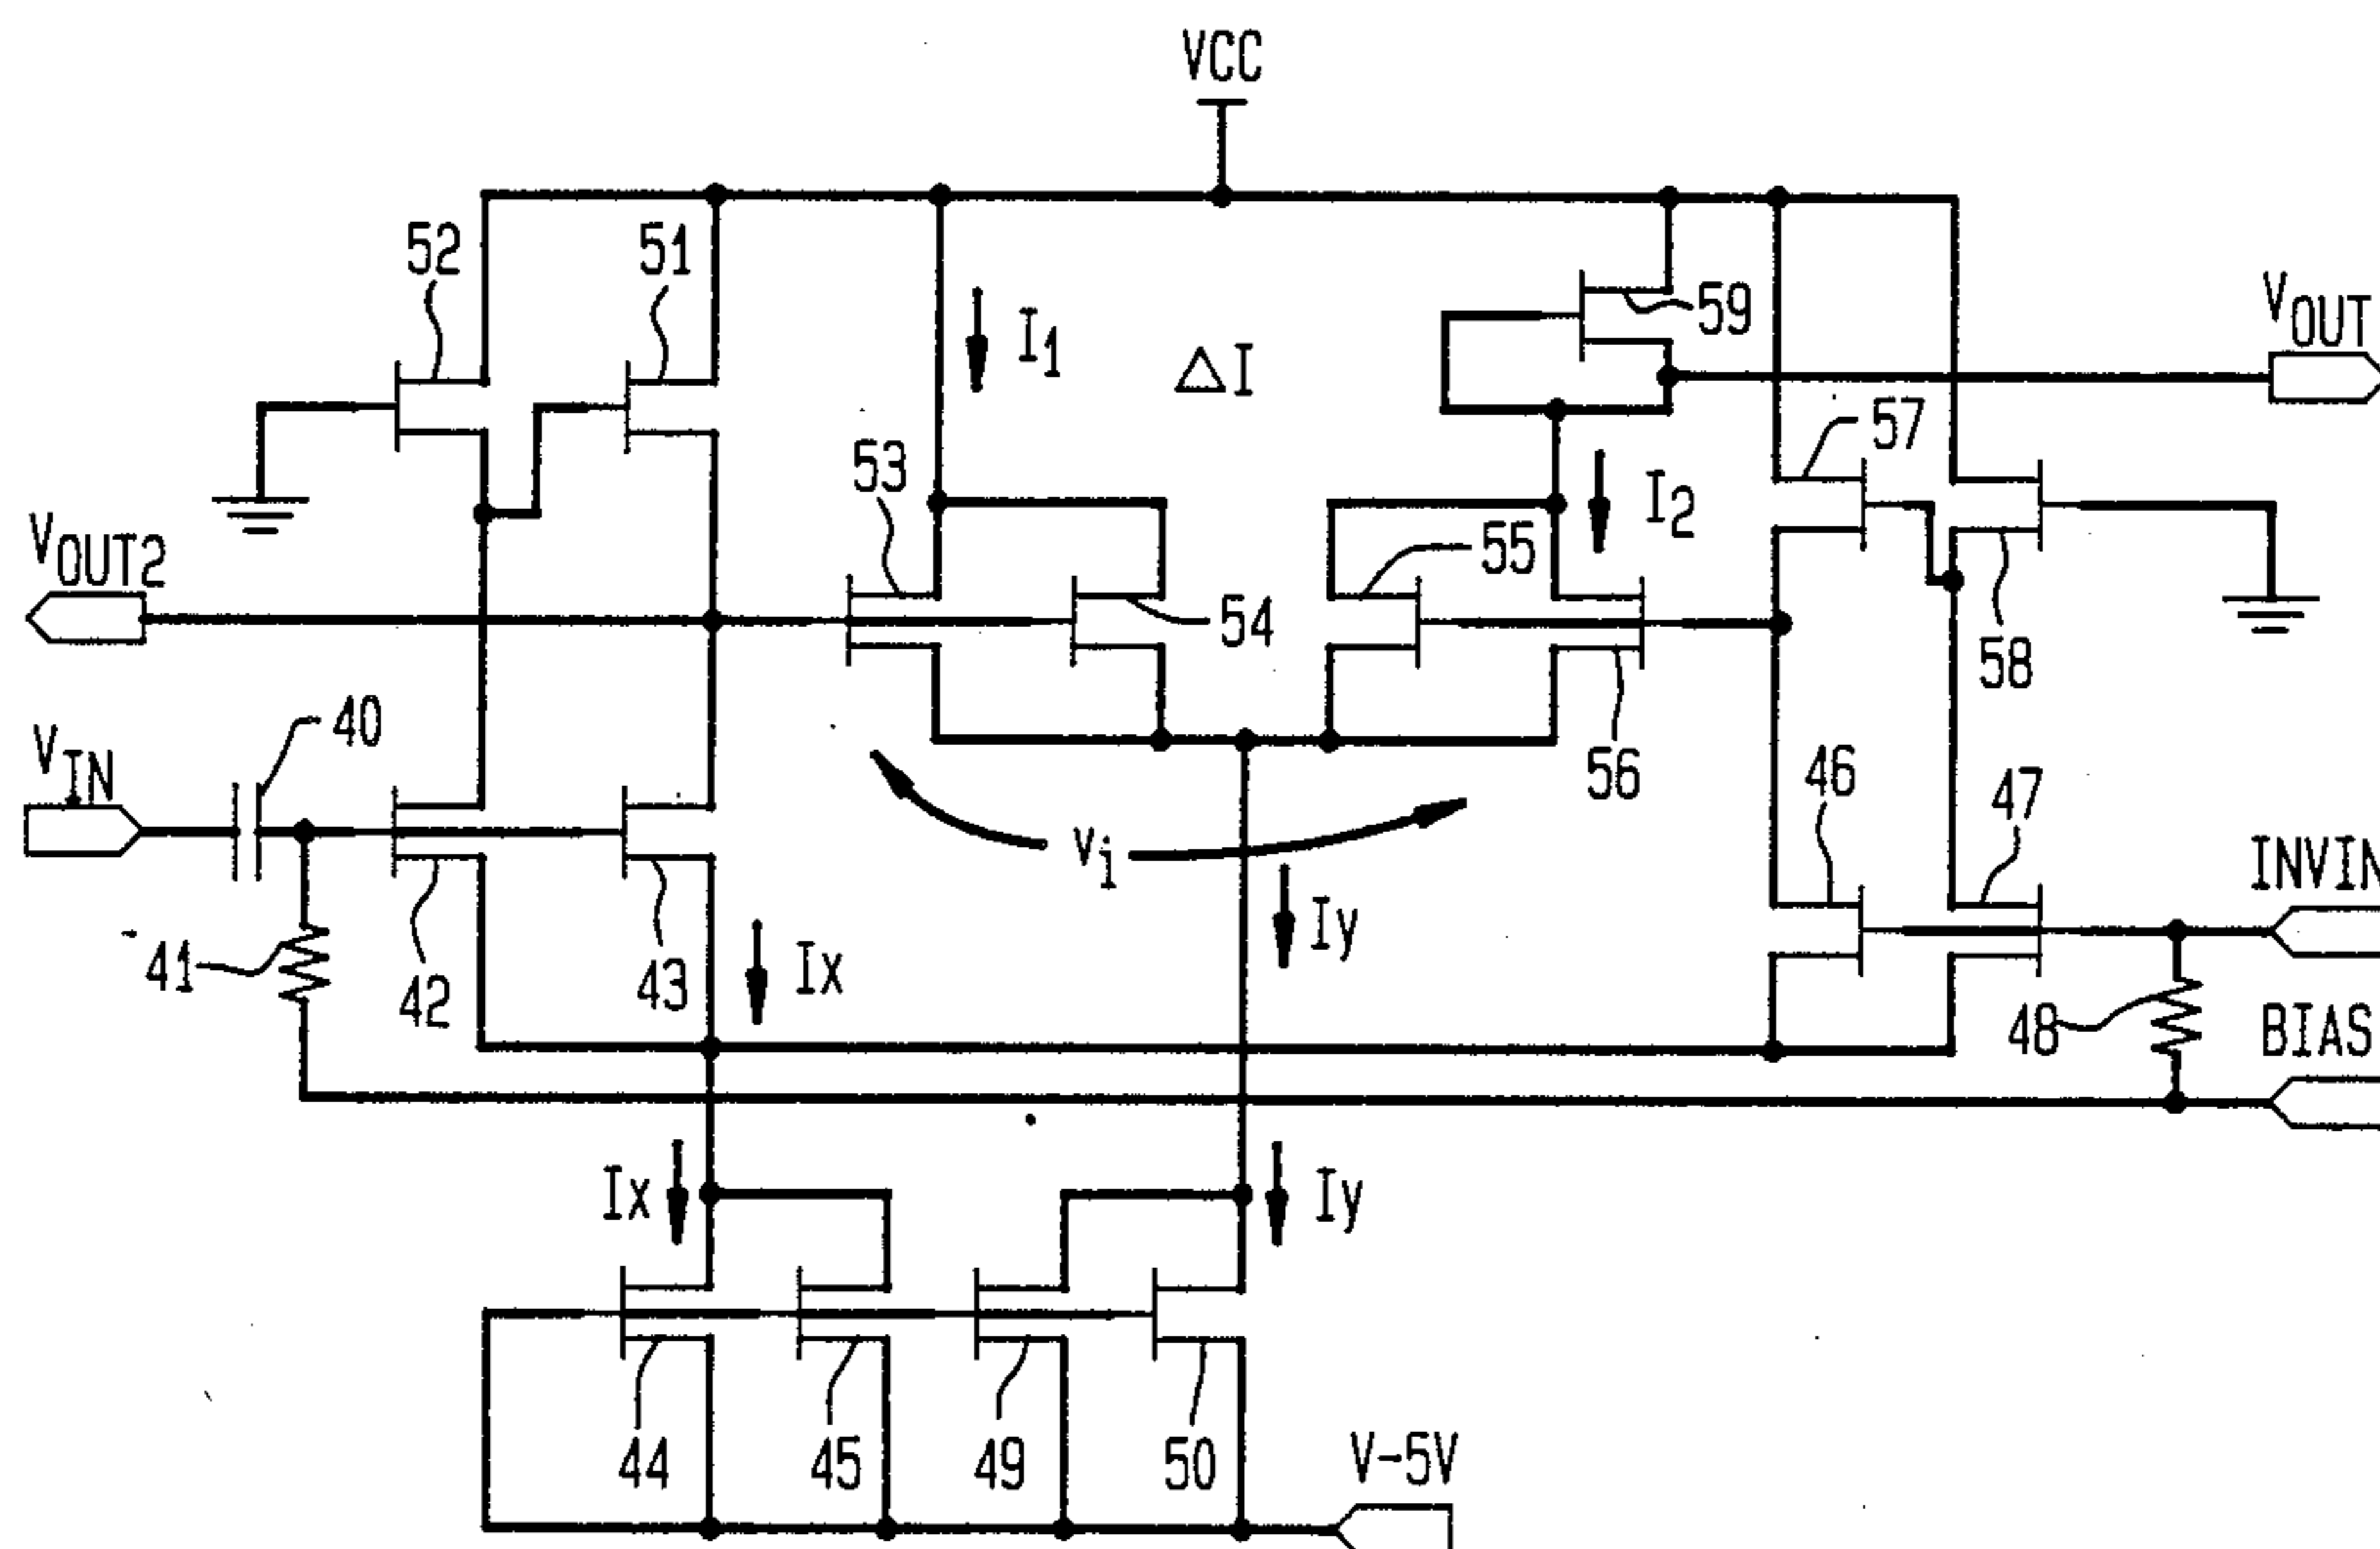 VCC
52
51
I1
ΔI
59
VOUT
57
53
VOUT2
I2
55
54
58
40
VIN
56
46
47
vi
INVIN
Iy
41
42
43
Ix
48
BIAS
Ix
Iy
44
45
49
50
V-5V